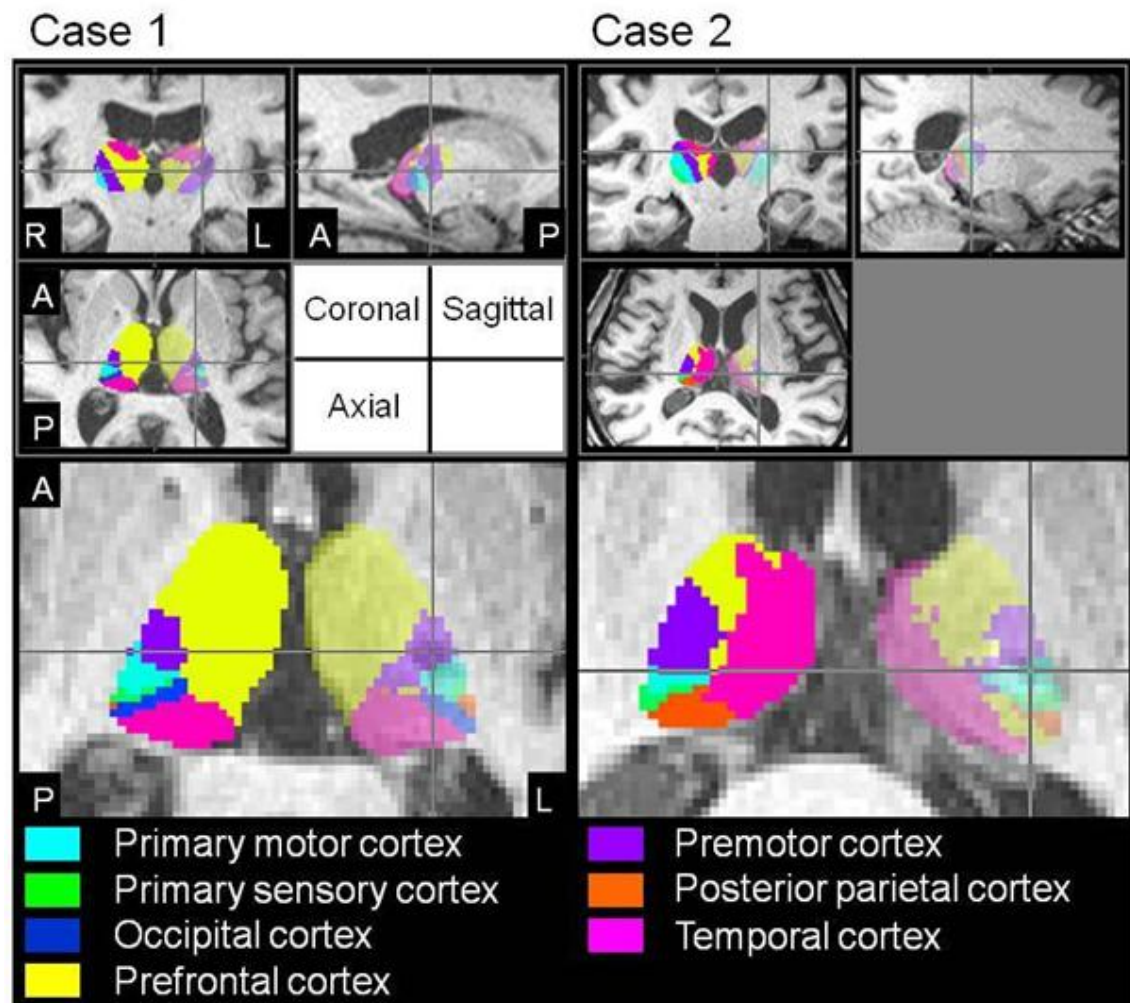 Case 1
Case 2
R
L
A
P
A
P
Coronal
Sagittal
Axial
A
P
L
Primary motor cortex
Primary sensory cortex
Occipital cortex
Prefrontal cortex
Premotor cortex
Posterior parietal cortex
Temporal cortex